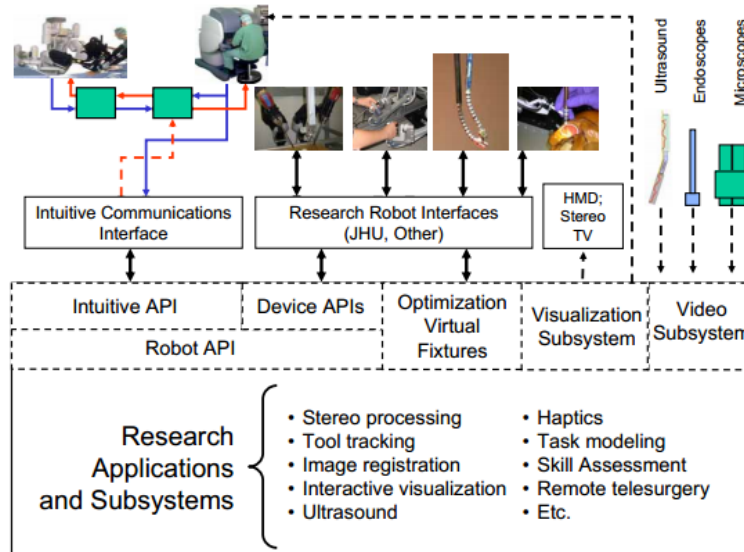 Ultrasound
Endoscopes
Microscopes
Intuitive Communications
Interface
Research Robot Interfaces
(JHU, Other)
HMD;
Stereo
TV
Intuitive API
Device APIs
Robot API
Optimization
Virtual
Fixtures
Visualization
Subsystem
Video
Subsystem
Research
Applications
and Subsystems
• Stereo processing
• Tool tracking
• Image registration
• Interactive visualization
• Ultrasound
• Haptics
• Task modeling
• Skill Assessment
• Remote telesurgery
• Etc.